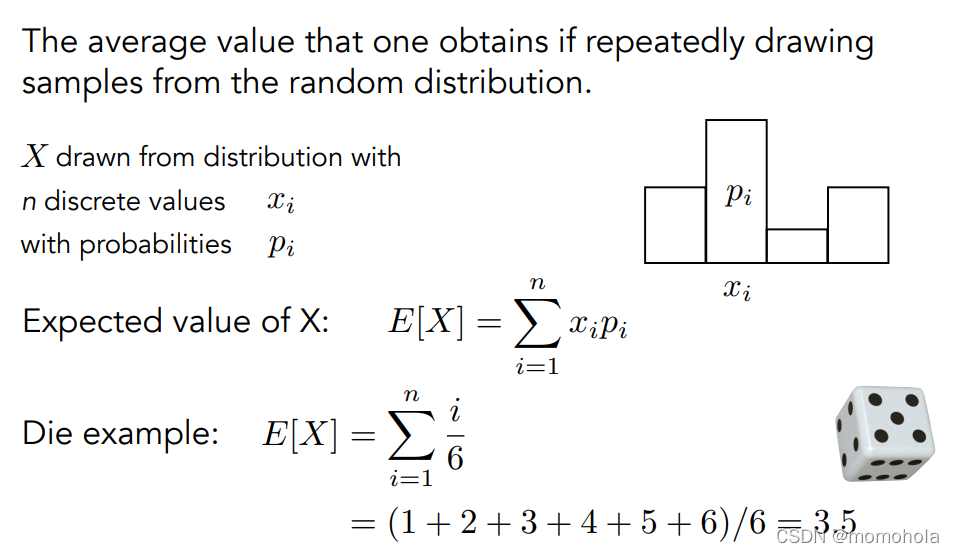 The average value that one obtains if repeatedly drawing
samples from the random distribution.
X drawn from distribution with
n discrete values x_i
with probabilities p_i
p_i
x_i
Expected value of X: E[X] = \sum_{i=1}^{n} x_i p_i
Die example: E[X] = \sum_{i=1}^{n} \frac{i}{6}
= (1 + 2 + 3 + 4 + 5 + 6)/6 = 3.5
CSDN @momohola